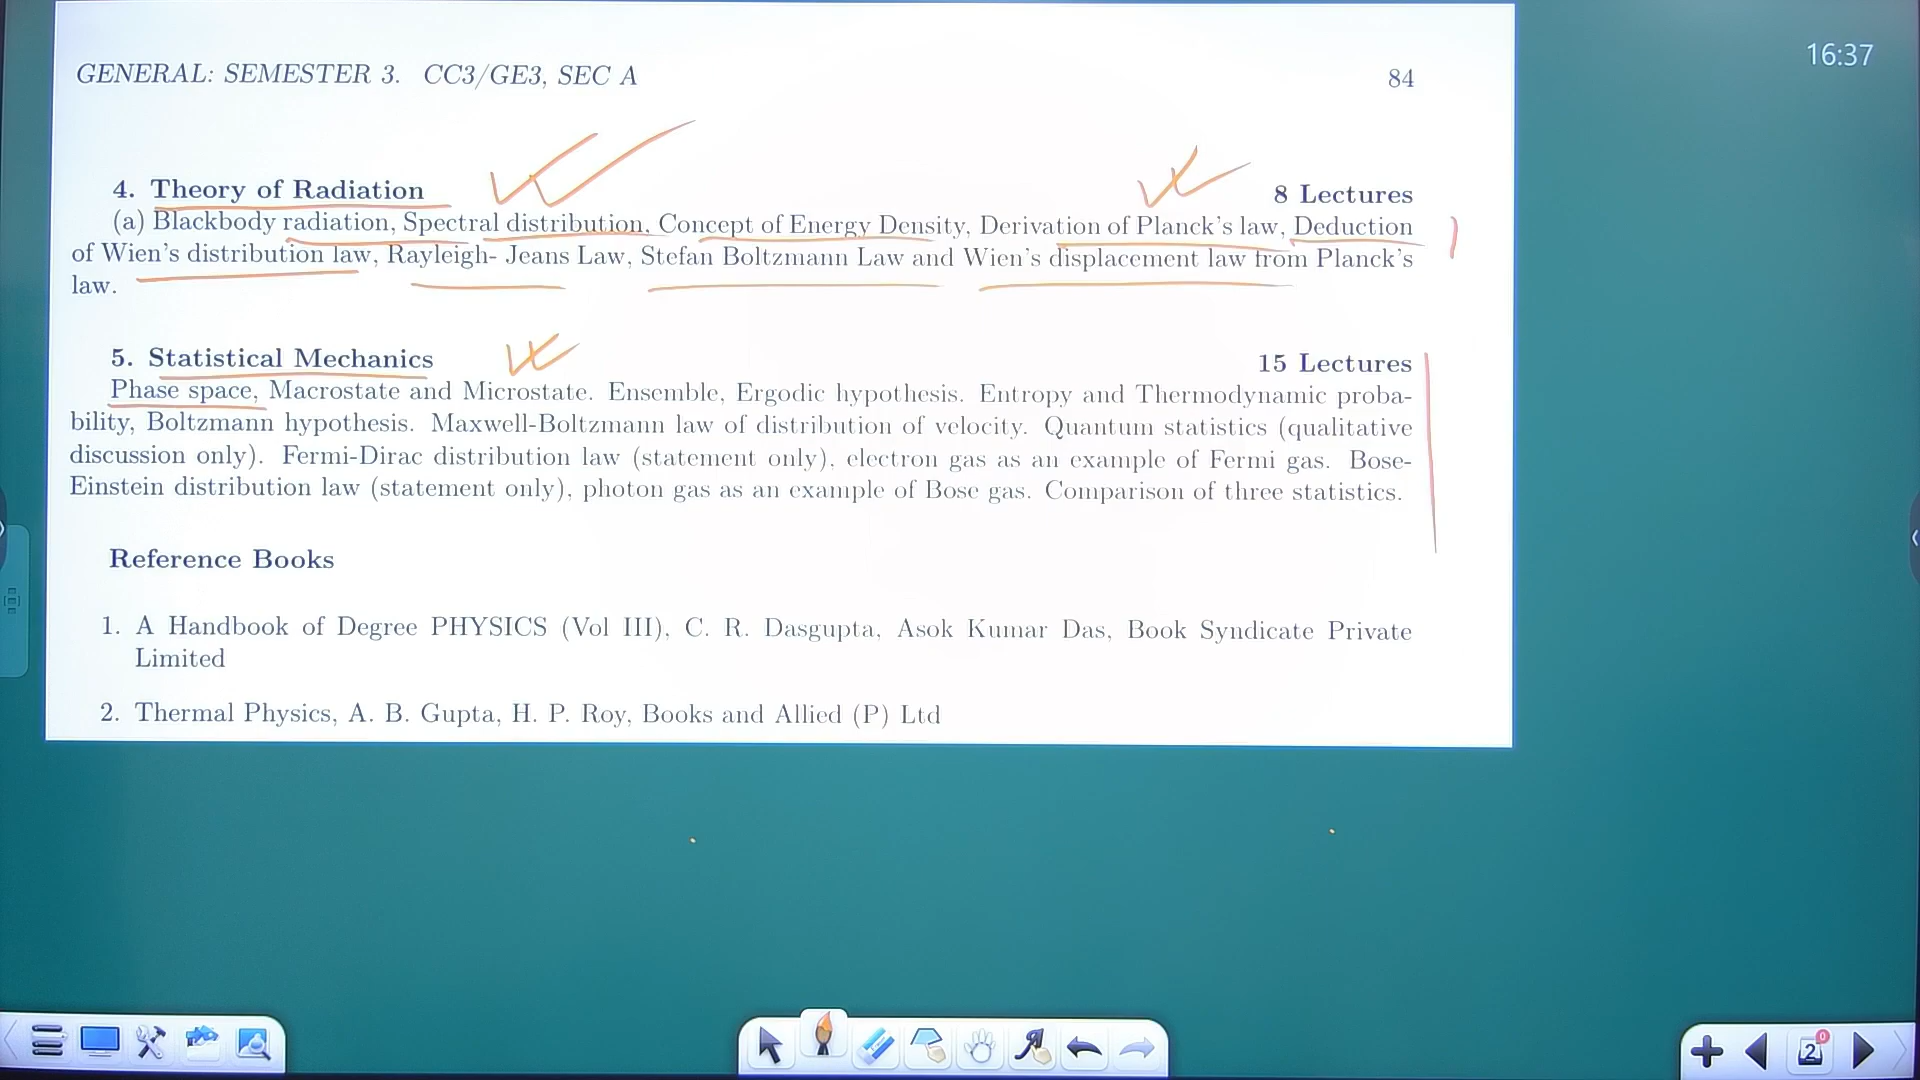 GENERAL: SEMESTER 3. CC3/GE3, SEC A 84
16:37
4. Theory of Radiation 8 Lectures
(a) Blackbody radiation, Spectral distribution, Concept of Energy Density, Derivation of Planck's law, Deduction
of Wien's distribution law, Rayleigh- Jeans Law, Stefan Boltzmann Law and Wien's displacement law from Planck's
law.
5. Statistical Mechanics 15 Lectures
Phase space, Macrostate and Microstate. Ensemble, Ergodic hypothesis. Entropy and Thermodynamic proba-
bility, Boltzmann hypothesis. Maxwell-Boltzmann law of distribution of velocity. Quantum statistics (qualitative
discussion only). Fermi-Dirac distribution law (statement only), electron gas as an example of Fermi gas. Bose-
Einstein distribution law (statement only), photon gas as an example of Bose gas. Comparison of three statistics.
Reference Books
1. A Handbook of Degree PHYSICS (Vol III), C. R. Dasgupta, Asok Kumar Das, Book Syndicate Private
Limited
2. Thermal Physics, A. B. Gupta, H. P. Roy, Books and Allied (P) Ltd
2 0